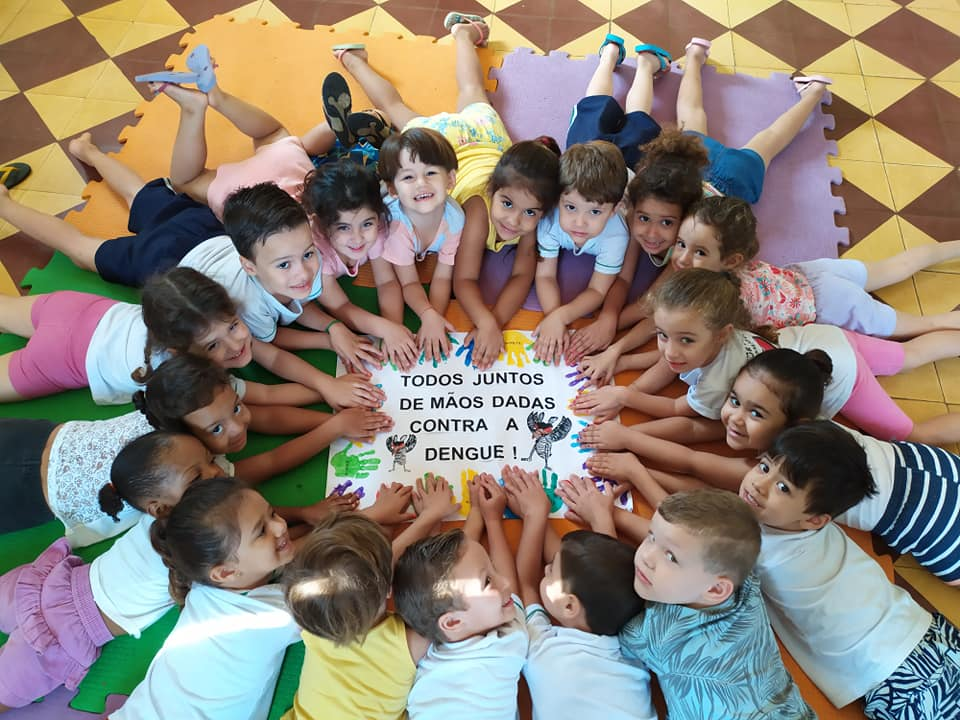 TODOS JUNTOS
DE MÃOS DADAS
CONTRA A
DENGUE !